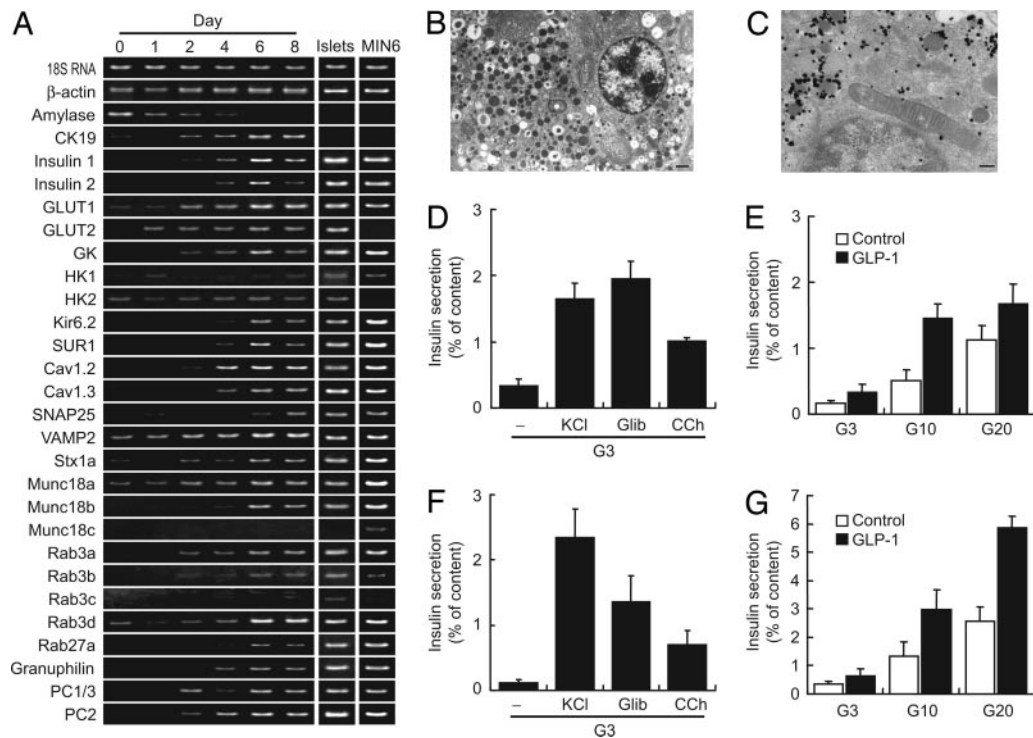 A
Day
0 1 2 4 6 8 Islets MIN6
18S RNA
β-actin
Amylase
CK19
Insulin 1
Insulin 2
GLUT1
GLUT2
GK
HK1
HK2
Kir6.2
SUR1
Cav1.2
Cav1.3
SNAP25
VAMP2
Stx1a
Munc18a
Munc18b
Munc18c
Rab3a
Rab3b
Rab3c
Rab3d
Rab27a
Granuphilin
PC1/3
PC2
B
C
D
Insulin secretion
(% of content)
3
2
1
0
– KCl Glib CCh
G3
E
Insulin secretion
(% of content)
3
2
1
0
Control
GLP-1
G3 G10 G20
F
Insulin secretion
(% of content)
3
2
1
0
– KCl Glib CCh
G3
G
Insulin secretion
(% of content)
7
6
5
4
3
2
1
0
Control
GLP-1
G3 G10 G20